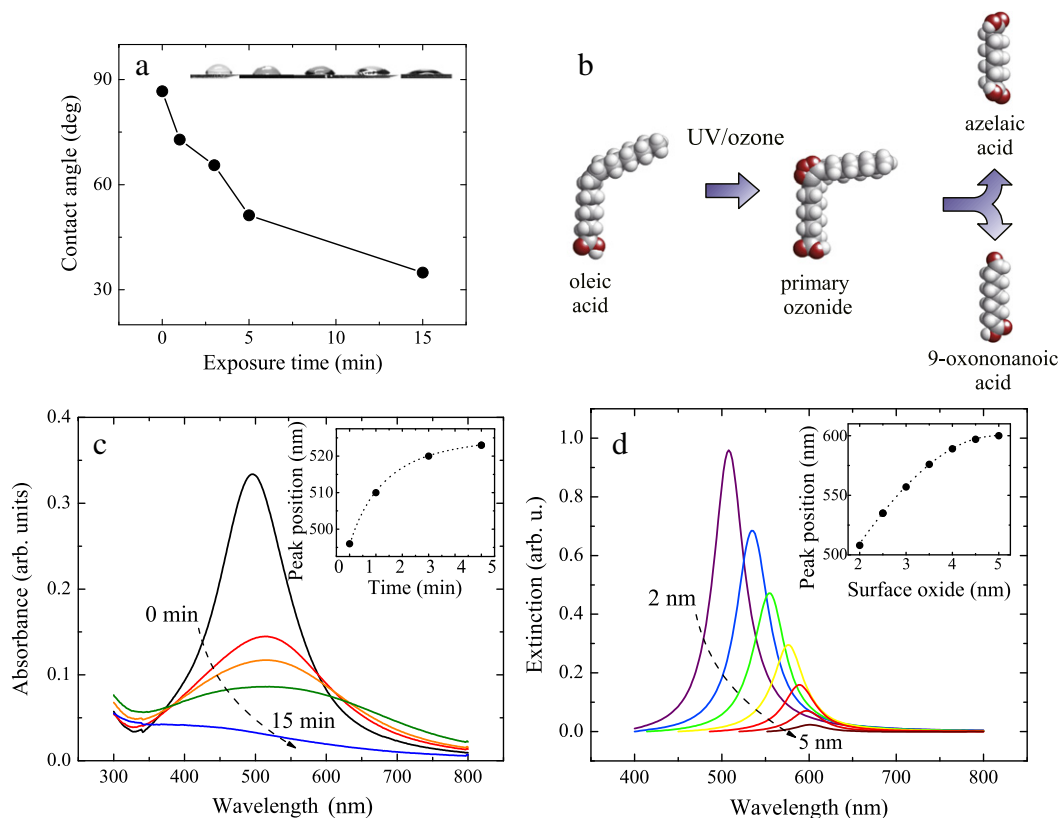 a
90
60
30
Contact angle (deg)
0
5
10
15
Exposure time (min)
b
UV/ozone
oleic
acid
primary
ozonide
azelaic
acid
9-oxononanoic
acid
c
0.4
0.3
0.2
0.1
0.0
Absorbance (arb. units)
300
400
500
600
700
800
Wavelength (nm)
0 min
15 min
520
510
500
Peak position (nm)
0
1
2
3
4
5
Time (min)
d
1.0
0.8
0.6
0.4
0.2
0.0
Extinction (arb. u.)
400
500
600
700
800
Wavelength (nm)
2 nm
5 nm
600
550
500
Peak position (nm)
2
3
4
5
Surface oxide (nm)